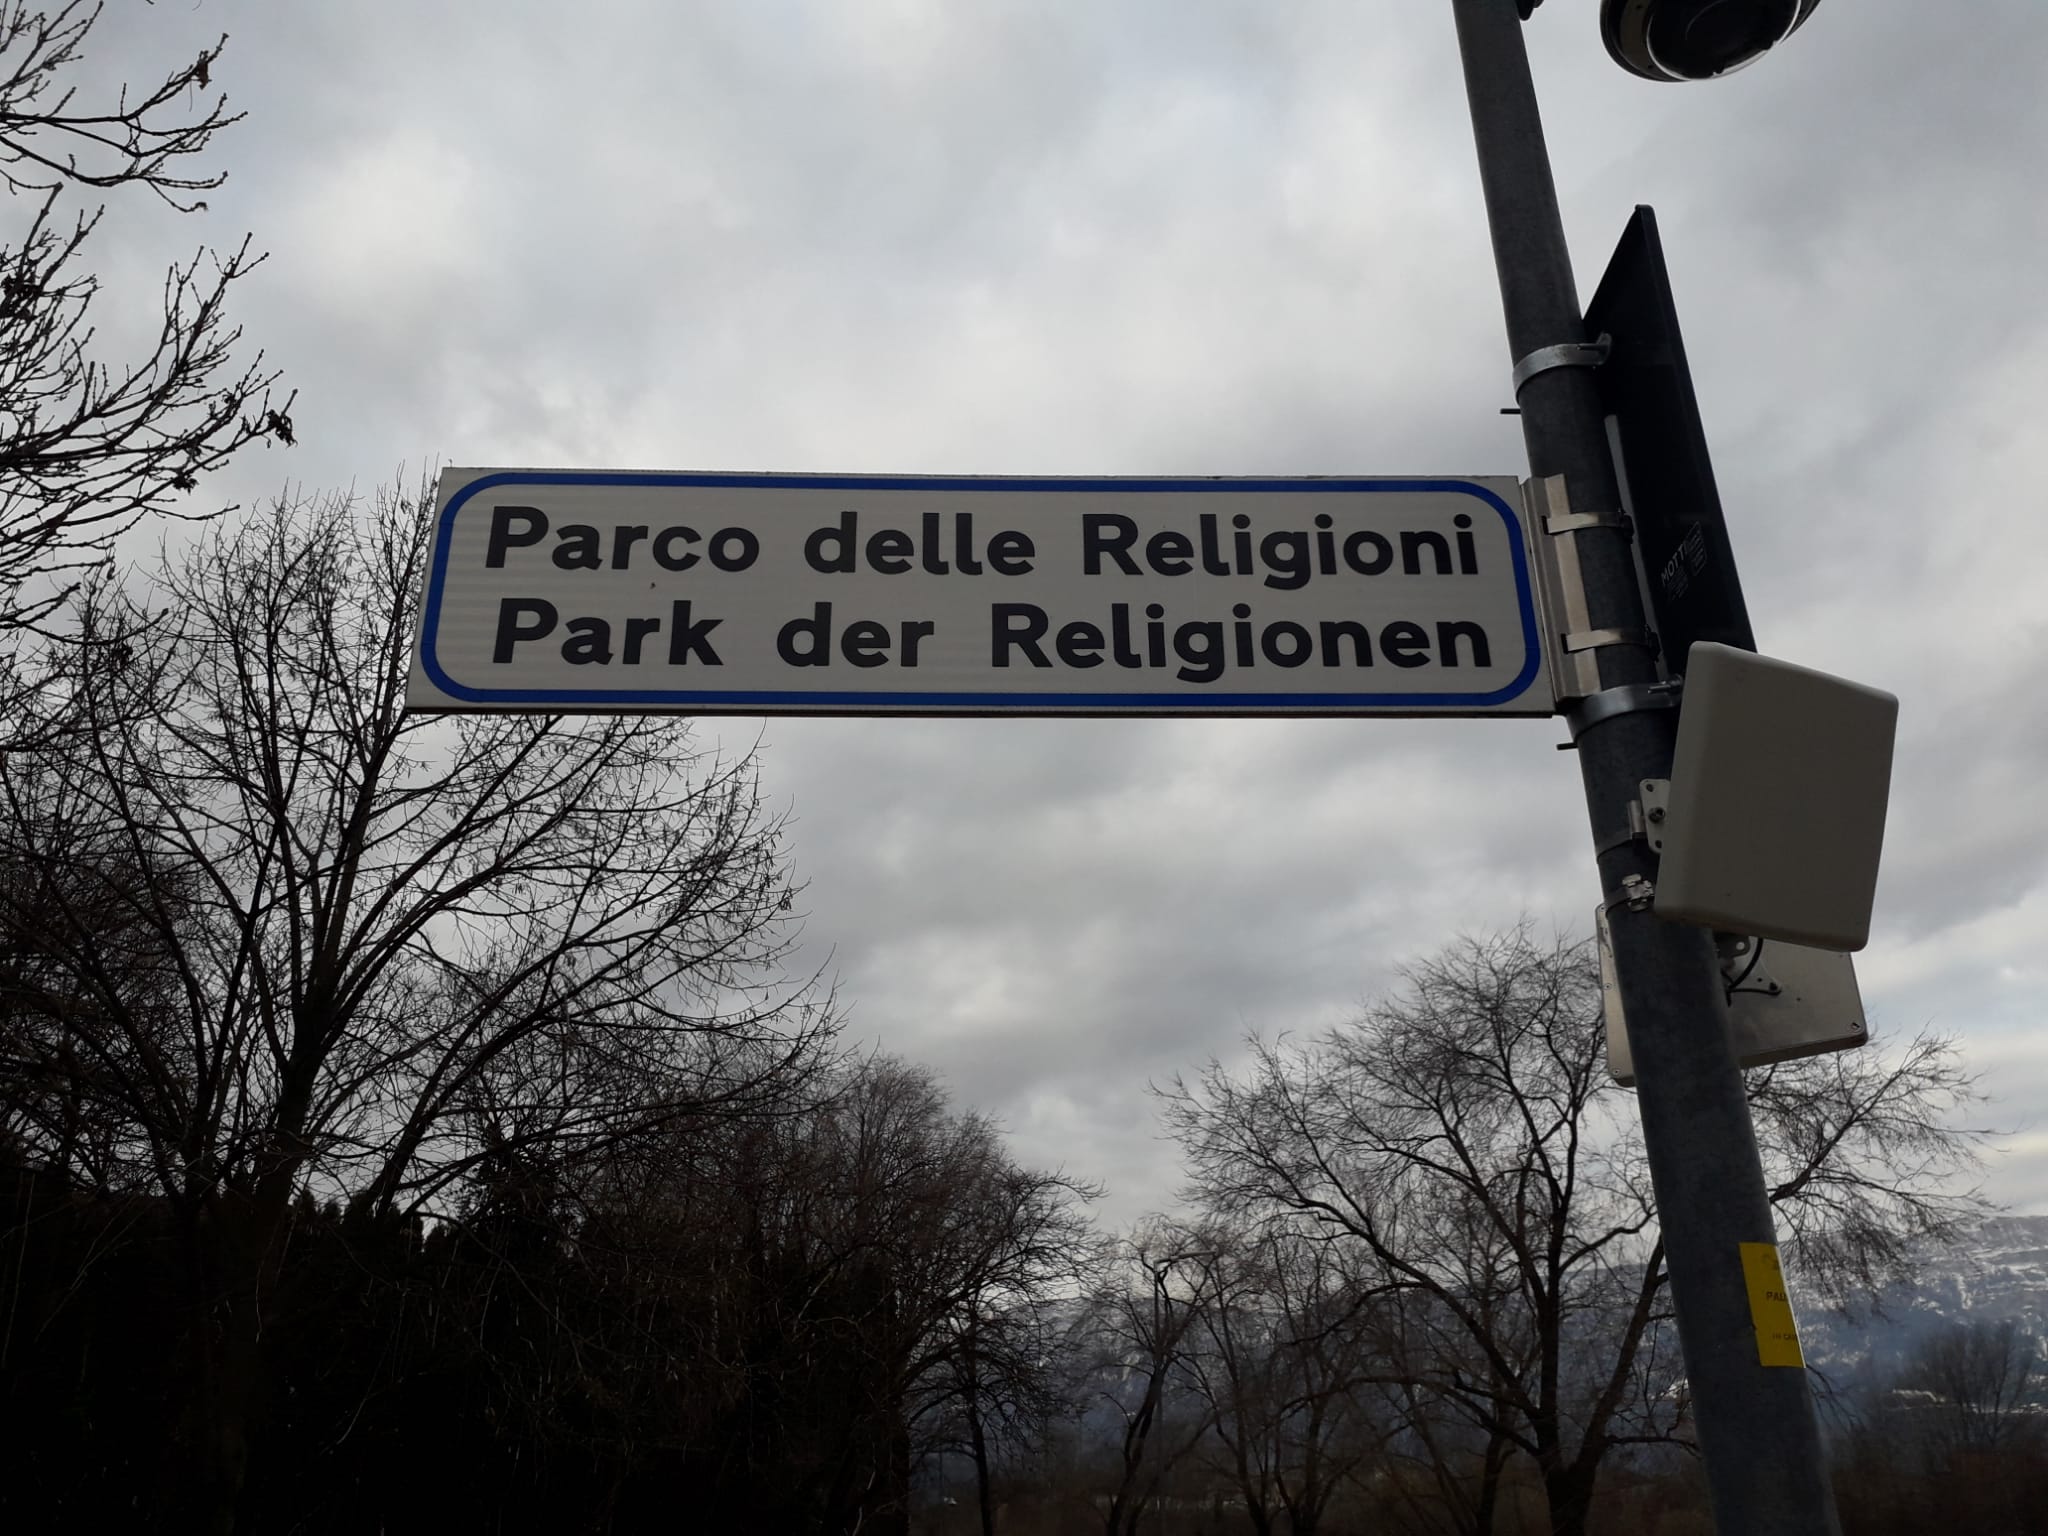 Parco delle Religioni
Park der Religionen